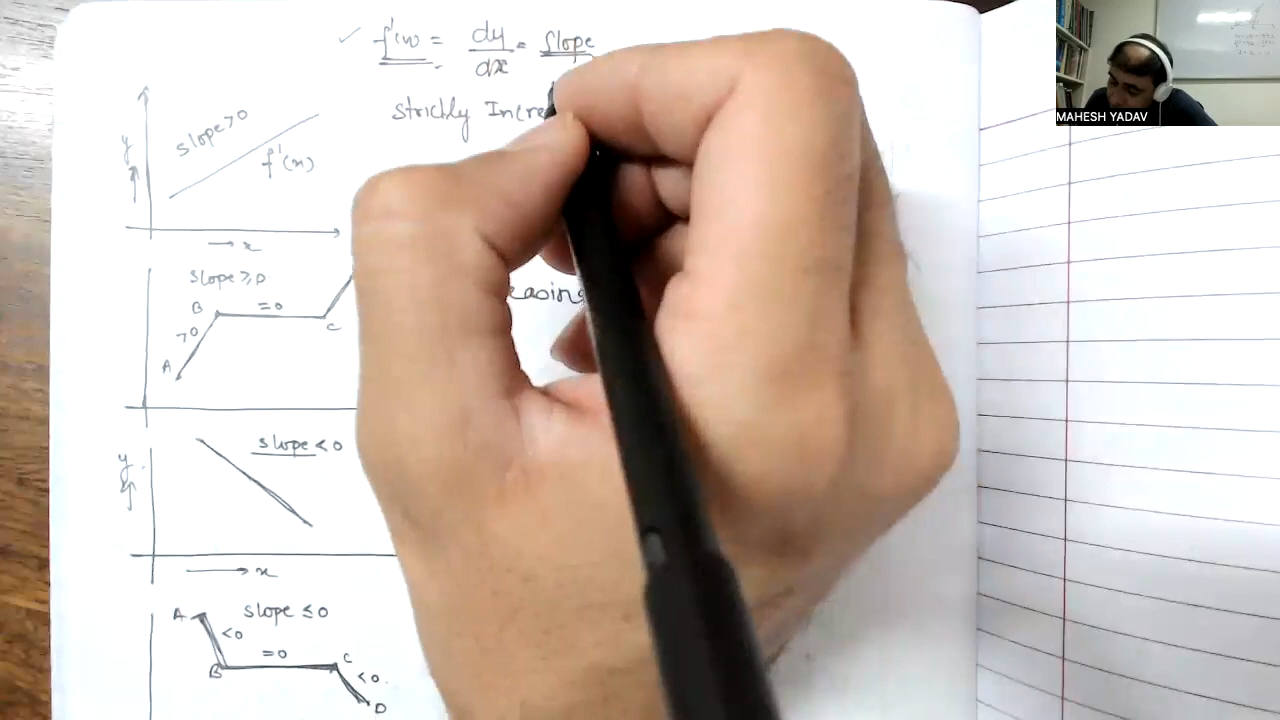 f'(x) = dy/dx = slope
strictly Incre
slope>0
f'(x)
y
x
slope ≥ 0
B
=0
C
>0
A
slope < 0
y
x
A
slope ≤ 0
<0
=0
B
C
<0
D
easing
MAHESH YADAV